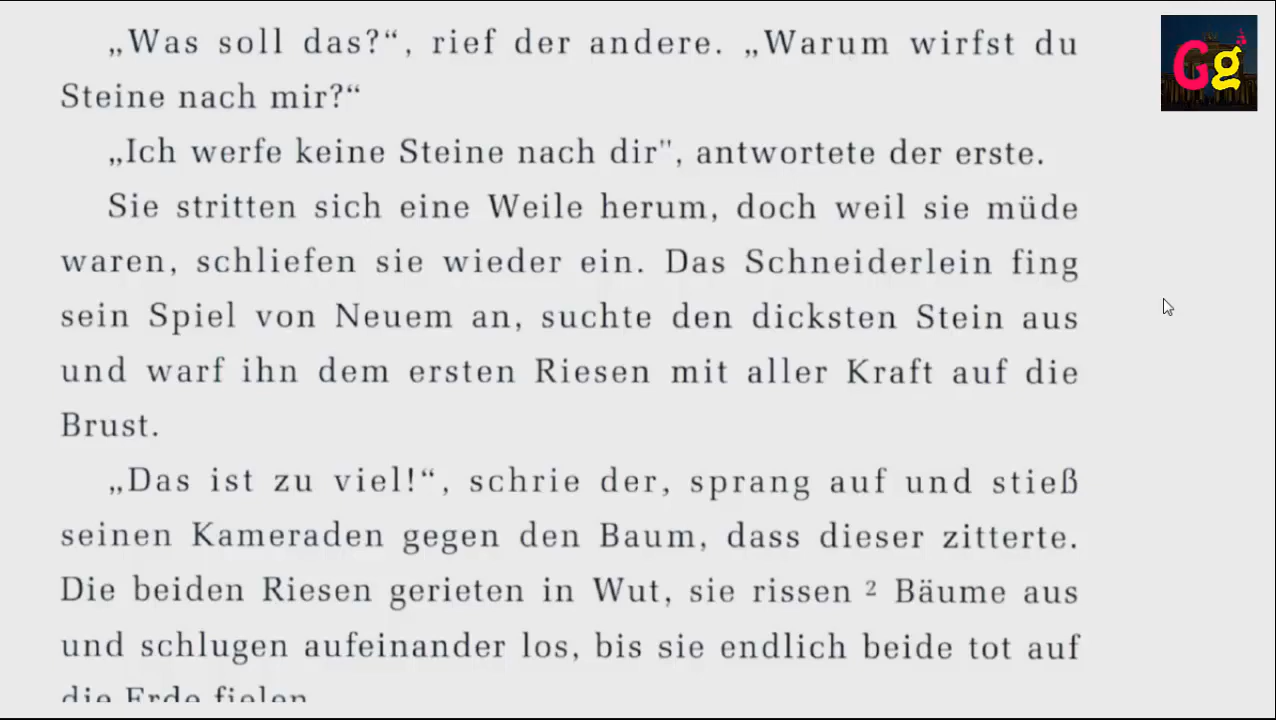 „Was soll das?“, rief der andere. „Warum wirfst du
Steine nach mir?“
„Ich werfe keine Steine nach dir", antwortete der erste.
Sie stritten sich eine Weile herum, doch weil sie müde
waren, schliefen sie wieder ein. Das Schneiderlein fing
sein Spiel von Neuem an, suchte den dicksten Stein aus
und warf ihn dem ersten Riesen mit aller Kraft auf die
Brust.
„Das ist zu viel!“, schrie der, sprang auf und stieß
seinen Kameraden gegen den Baum, dass dieser zitterte.
Die beiden Riesen gerieten in Wut, sie rissen ² Bäume aus
und schlugen aufeinander los, bis sie endlich beide tot auf
die Erde fielen
Gg